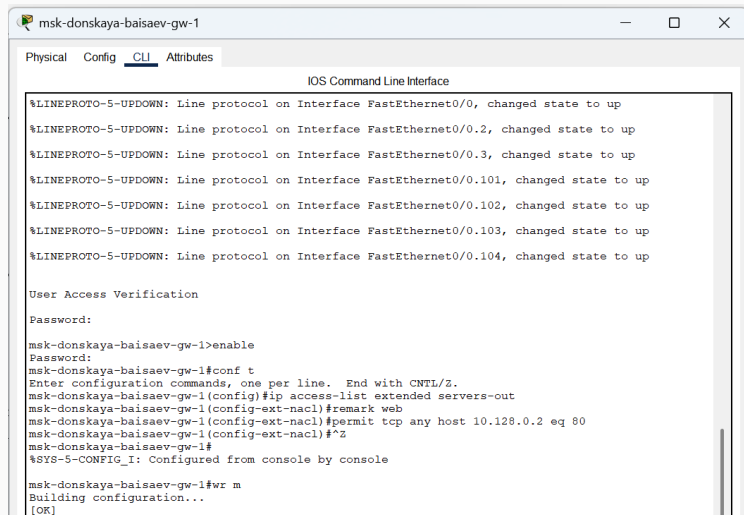 msk-donskaya-baisaev-gw-1
Physical Config CLI Attributes
IOS Command Line Interface
%LINEPROTO-5-UPDOWN: Line protocol on Interface FastEthernet0/0, changed state to up
%LINEPROTO-5-UPDOWN: Line protocol on Interface FastEthernet0/0.2, changed state to up
%LINEPROTO-5-UPDOWN: Line protocol on Interface FastEthernet0/0.3, changed state to up
%LINEPROTO-5-UPDOWN: Line protocol on Interface FastEthernet0/0.101, changed state to up
%LINEPROTO-5-UPDOWN: Line protocol on Interface FastEthernet0/0.102, changed state to up
%LINEPROTO-5-UPDOWN: Line protocol on Interface FastEthernet0/0.103, changed state to up
%LINEPROTO-5-UPDOWN: Line protocol on Interface FastEthernet0/0.104, changed state to up
User Access Verification
Password:
msk-donskaya-baisaev-gw-1>enable
Password:
msk-donskaya-baisaev-gw-1#conf t
Enter configuration commands, one per line.  End with CNTL/Z.
msk-donskaya-baisaev-gw-1(config)#ip access-list extended servers-out
msk-donskaya-baisaev-gw-1(config-ext-nacl)#remark web
msk-donskaya-baisaev-gw-1(config-ext-nacl)#permit tcp any host 10.128.0.2 eq 80
msk-donskaya-baisaev-gw-1(config-ext-nacl)#^Z
msk-donskaya-baisaev-gw-1#
%SYS-5-CONFIG_I: Configured from console by console
msk-donskaya-baisaev-gw-1#wr m
Building configuration...
[OK]